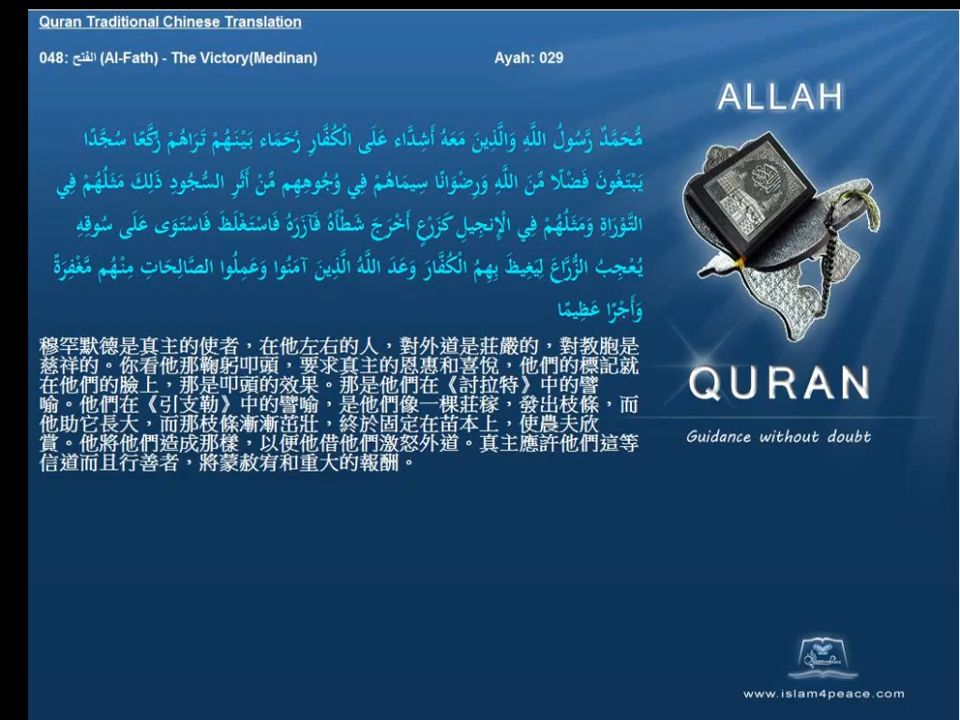 Quran Traditional Chinese Translation
048: الفتح (Al-Fath) - The Victory(Medinan)
Ayah: 029
مُّحَمَّدٌ رَّسُولُ اللَّهِ وَالَّذِينَ مَعَهُ أَشِدَّاء عَلَى الْكُفَّارِ رُحَمَاء بَيْنَهُمْ تَرَاهُمْ رُكَّعًا سُجَّدًا
يَبْتَغُونَ فَضْلًا مِّنَ اللَّهِ وَرِضْوَانًا سِيمَاهُمْ فِي وُجُوهِهِم مِّنْ أَثَرِ السُّجُودِ ذَلِكَ مَثَلُهُمْ فِي
التَّوْرَاةِ وَمَثَلُهُمْ فِي الْإِنجِيلِ كَزَرْعٍ أَخْرَجَ شَطْأَهُ فَآزَرَهُ فَاسْتَغْلَظَ فَاسْتَوَى عَلَى سُوقِهِ
يُعْجِبُ الزُّرَّاعَ لِيَغِيظَ بِهِمُ الْكُفَّارَ وَعَدَ اللَّهُ الَّذِينَ آمَنُوا وَعَمِلُوا الصَّالِحَاتِ مِنْهُم مَّغْفِرَةً
وَأَجْرًا عَظِيمًا
穆罕默德是真主的使者，在他左右的人，對外道是莊嚴的，對教胞是
慈祥的。你看他那鞠躬叩頭，要求真主的恩惠和喜悅，他們的標記就
在他們的臉上，那是叩頭的效果。那是他們在《討拉特》中的譬
喻。他們在《引支勒》中的譬喻，是他們像一棵莊稼，發出枝條，而
他助它長大，而那枝條漸漸茁壯，終於固定在苗本上，使農夫欣
賞。他將他們造成那樣，以便他借他們激怒外道。真主應許他們這等
信道而且行善者，將蒙赦宥和重大的報酬。
ALLAH
QURAN
Guidance without doubt
www.islam4peace.com